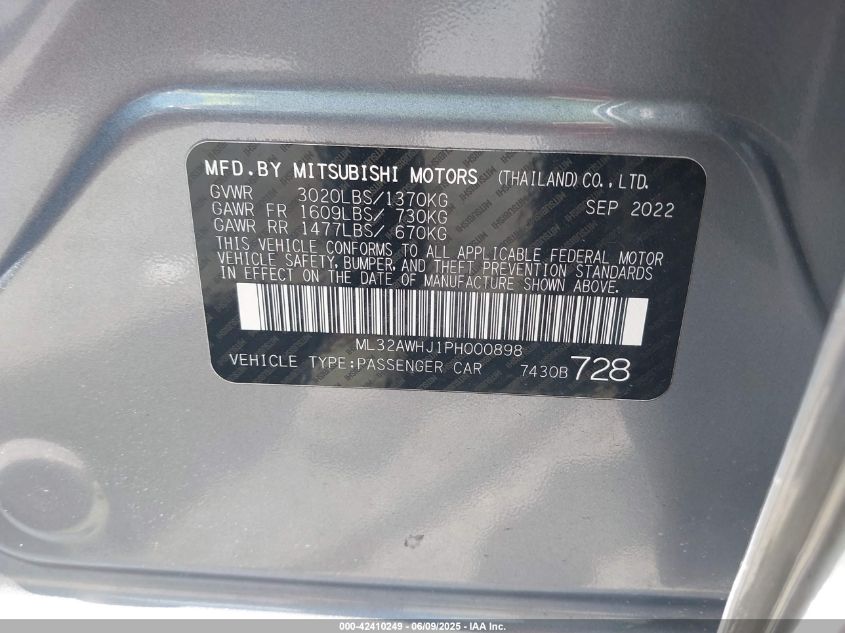 MFD.BY MITSUBISHI MOTORS (THAILAND)CO.,LTD.
GVWR 3020LBS/1370KG SEP 2022
GAWR FR 1609LBS/ 730KG
GAWR RR 1477LBS/ 670KG
THIS VEHICLE CONFORMS TO ALL APPLICABLE FEDERAL MOTOR
VEHICLE SAFETY, BUMPER, AND THEFT PREVENTION STANDARDS
IN EFFECT ON THE DATE OF MANUFACTURE SHOWN ABOVE.
ML32AWHJ1PH000898
VEHICLE TYPE:PASSENGER CAR 7430B 728
000-42410249 | 06/09/2025 - IAA Inc.